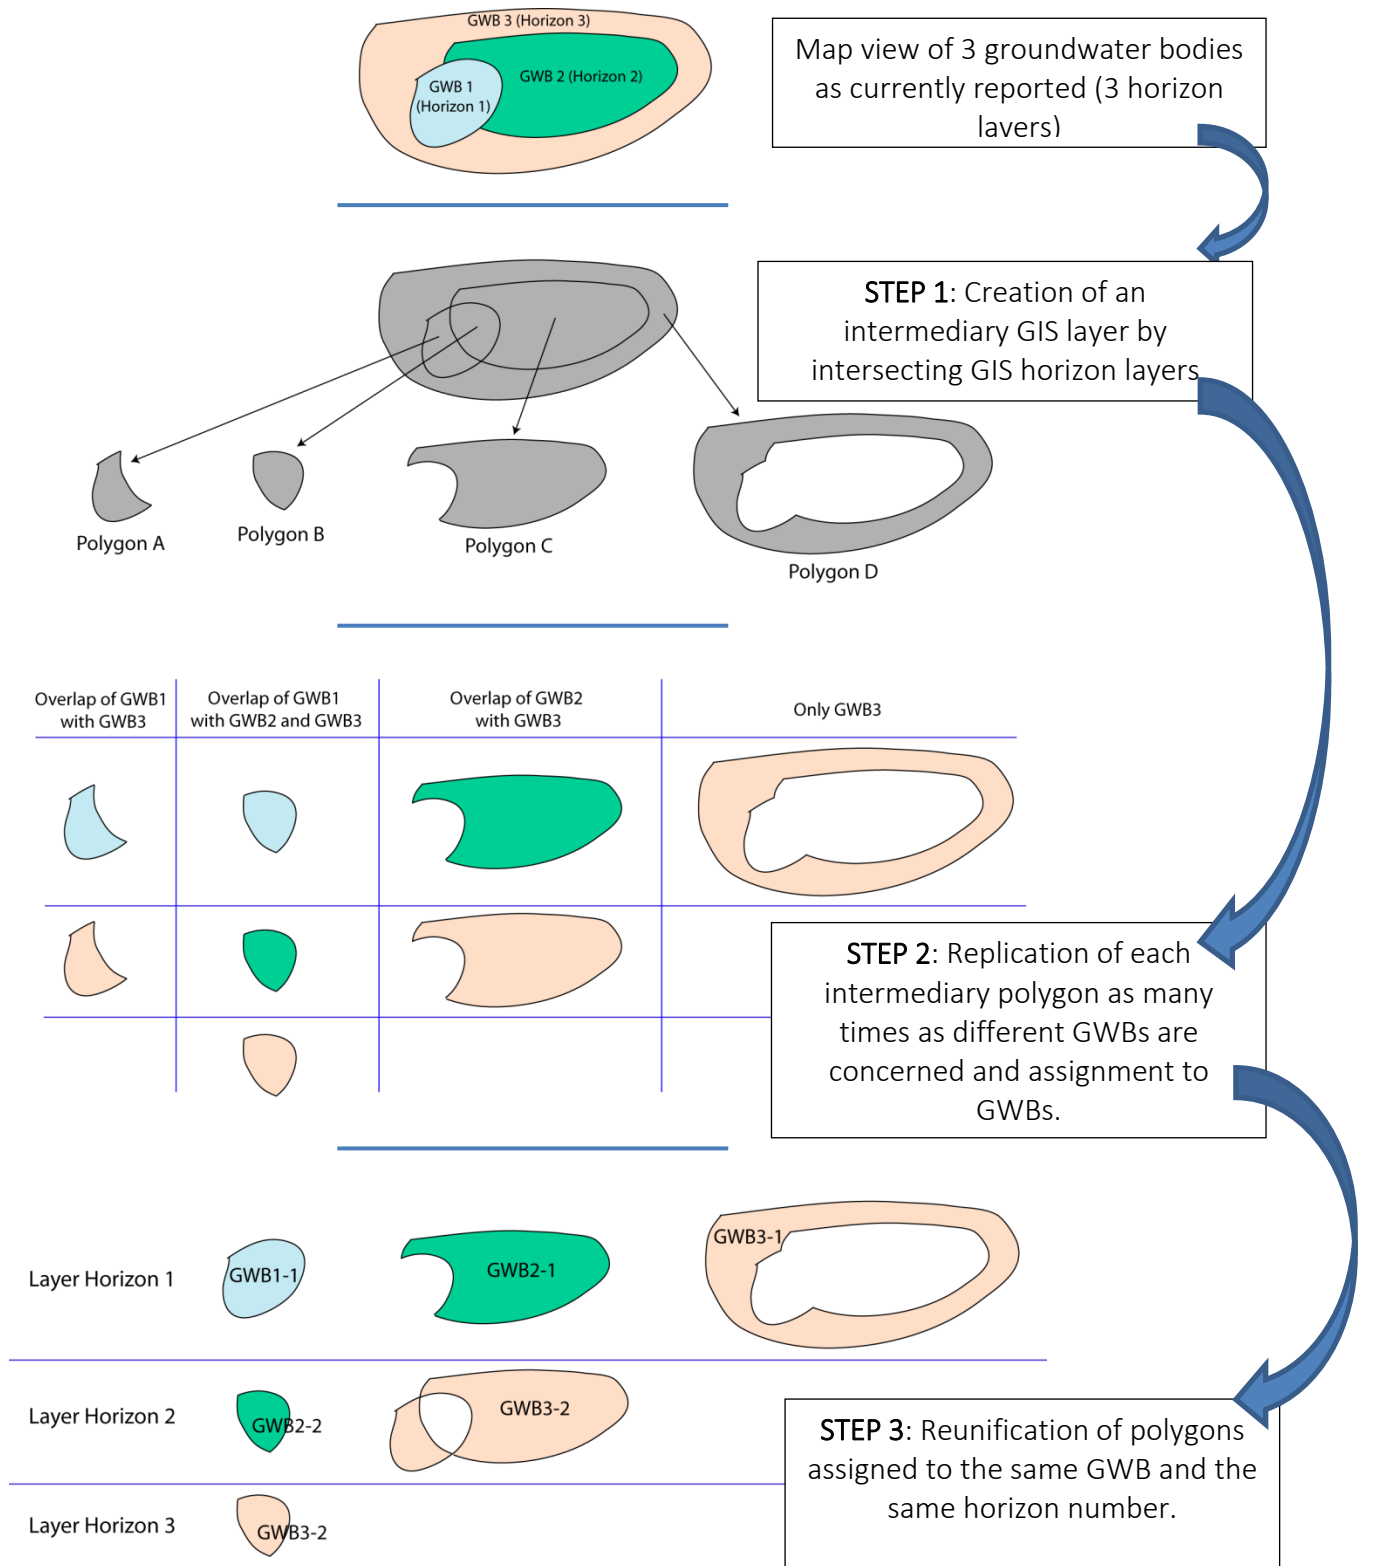 GWB 3 (Horizon 3)
GWB 2 (Horizon 2)
GWB 1
(Horizon 1)
Map view of 3 groundwater bodies
as currently reported (3 horizon
layers)
STEP 1: Creation of an
intermediary GIS layer by
intersecting GIS horizon layers
Polygon A
Polygon B
Polygon C
Polygon D
Overlap of GWB1
with GWB3
Overlap of GWB1
with GWB2 and GWB3
Overlap of GWB2
with GWB3
Only GWB3
STEP 2: Replication of each
intermediary polygon as many
times as different GWBs are
concerned and assignment to
GWBs.
Layer Horizon 1
GWB1-1
GWB2-1
GWB3-1
Layer Horizon 2
GWB2-2
GWB3-2
STEP 3: Reunification of polygons
assigned to the same GWB and the
same horizon number.
Layer Horizon 3
GWB3-2